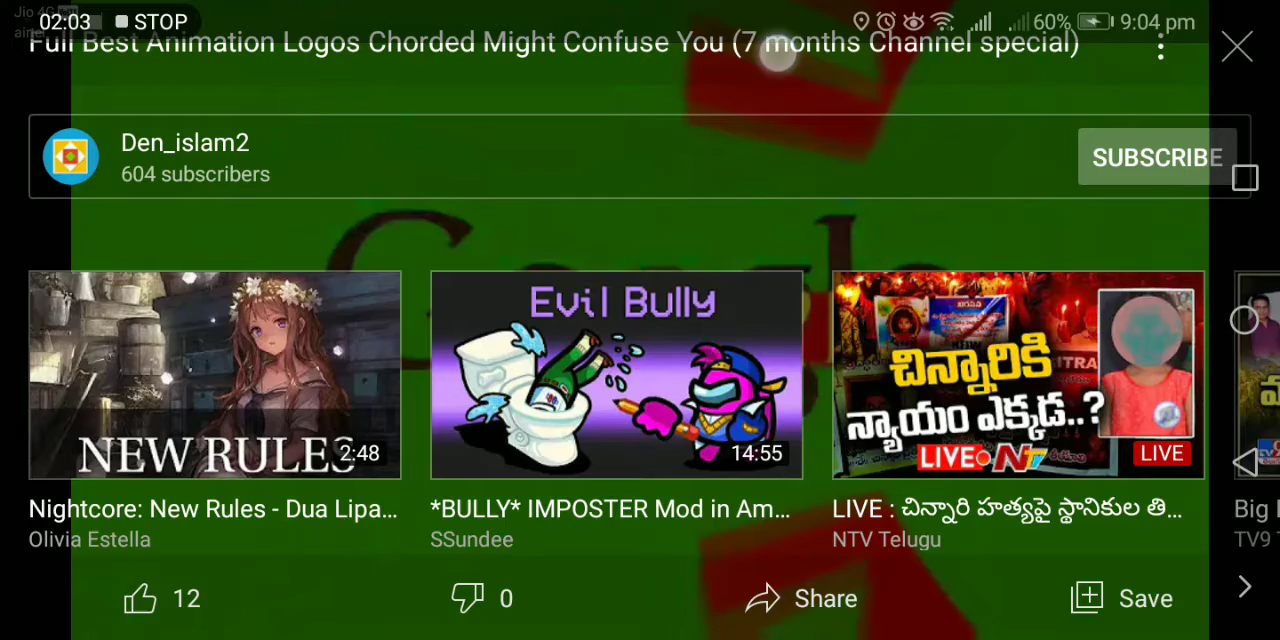 Jio 4G
02:03 STOP
60% 9:04 pm
Full Best Animation Logos Chorded Might Confuse You (7 months Channel special)
Den_islam2
604 subscribers
SUBSCRIBE
Google
NEW RULES
2:48
Evil Bully
14:55
చిన్నారికి
న్యాయం ఎక్కడ..?
LIVE
LIVE
Nightcore: New Rules - Dua Lipa...
Olivia Estella
*BULLY* IMPOSTER Mod in Am...
SSundee
LIVE : చిన్నారి హత్యపై స్థానికుల తి...
NTV Telugu
Big
TV9
12
0
Share
Save